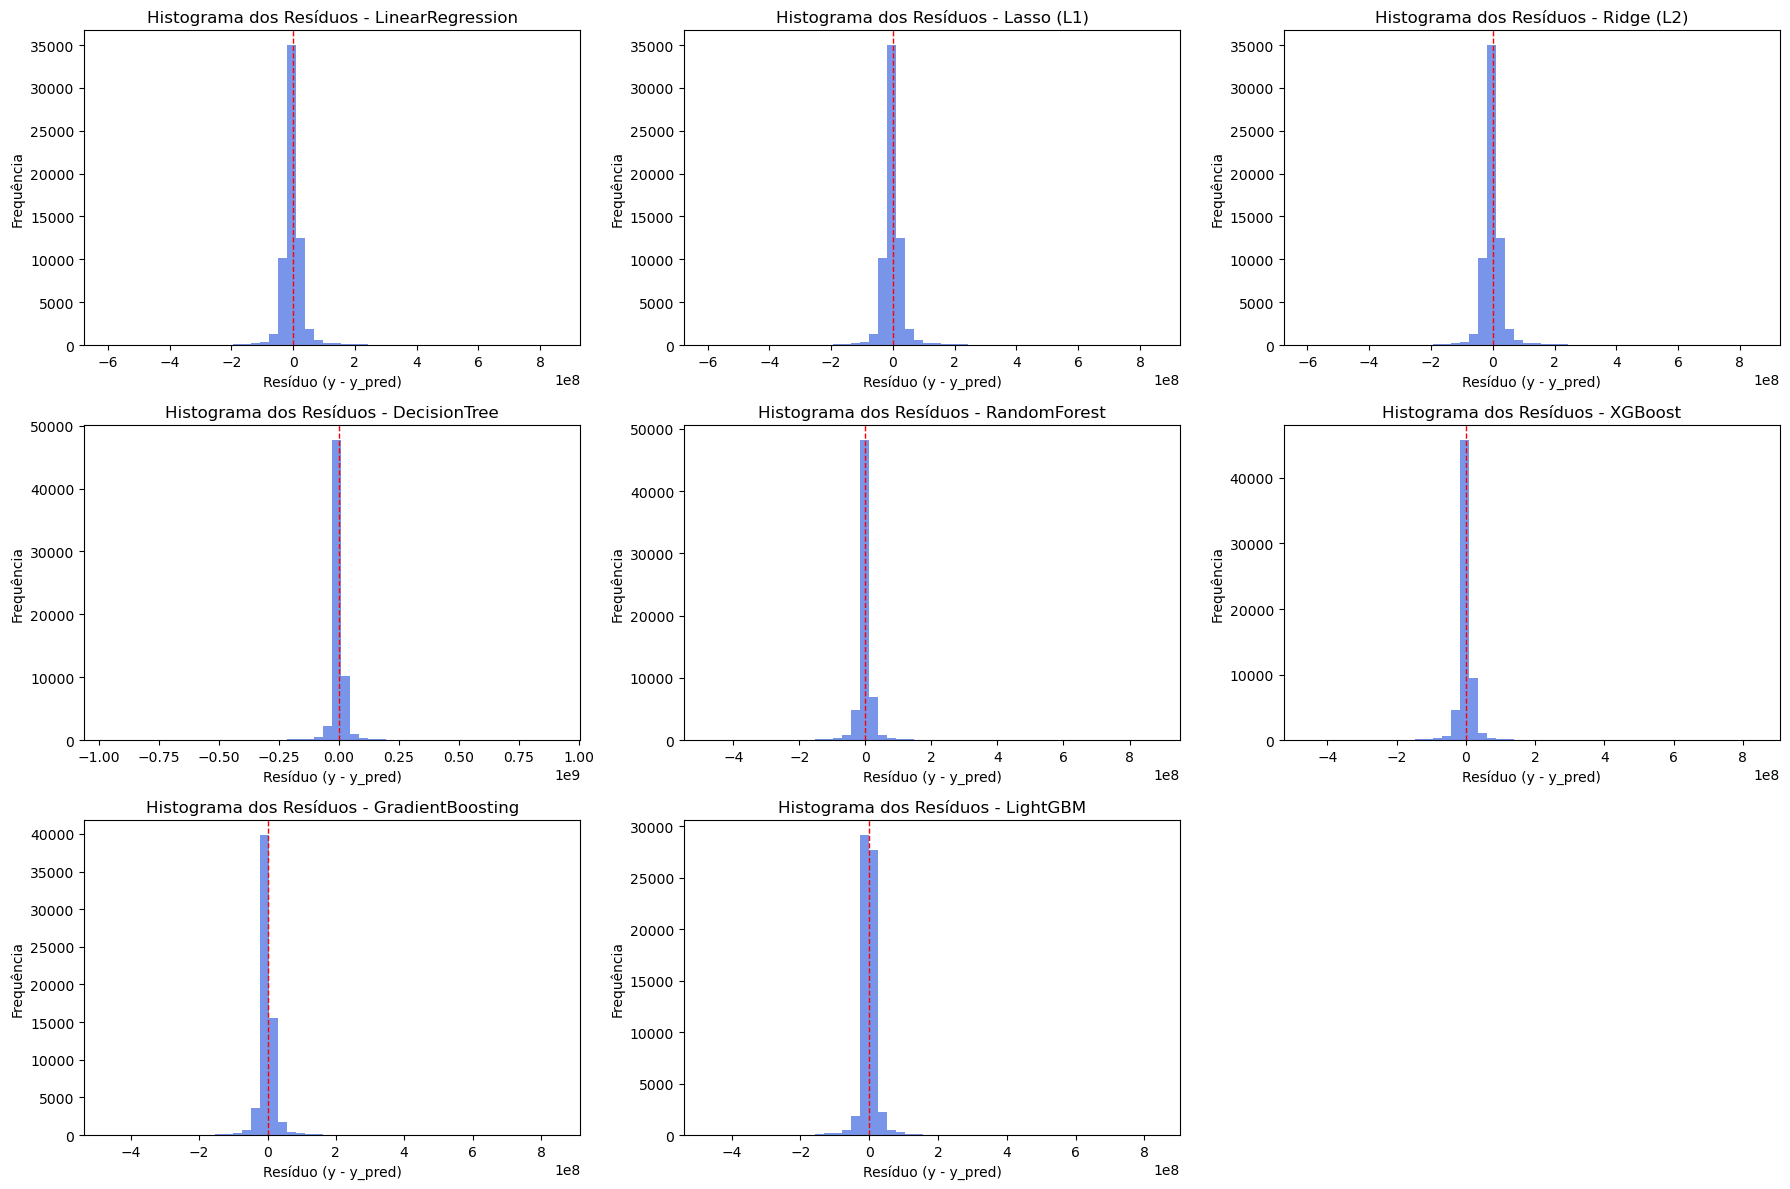 Histograma dos Resíduos - LinearRegression
35000
30000
25000
20000
15000
10000
5000
0
Frequência
−6 −4 −2 0 2 4 6 8
Resíduo (y - y_pred)
1e8
Histograma dos Resíduos - Lasso (L1)
35000
30000
25000
20000
15000
10000
5000
0
Frequência
−6 −4 −2 0 2 4 6 8
Resíduo (y - y_pred)
1e8
Histograma dos Resíduos - Ridge (L2)
35000
30000
25000
20000
15000
10000
5000
0
Frequência
−6 −4 −2 0 2 4 6 8
Resíduo (y - y_pred)
1e8
Histograma dos Resíduos - DecisionTree
50000
40000
30000
20000
10000
0
Frequência
−1.00 −0.75 −0.50 −0.25 0.00 0.25 0.50 0.75 1.00
Resíduo (y - y_pred)
1e9
Histograma dos Resíduos - RandomForest
50000
40000
30000
20000
10000
0
Frequência
−4 −2 0 2 4 6 8
Resíduo (y - y_pred)
1e8
Histograma dos Resíduos - XGBoost
40000
30000
20000
10000
0
Frequência
−4 −2 0 2 4 6 8
Resíduo (y - y_pred)
1e8
Histograma dos Resíduos - GradientBoosting
40000
35000
30000
25000
20000
15000
10000
5000
0
Frequência
−4 −2 0 2 4 6 8
Resíduo (y - y_pred)
1e8
Histograma dos Resíduos - LightGBM
30000
25000
20000
15000
10000
5000
0
Frequência
−4 −2 0 2 4 6 8
Resíduo (y - y_pred)
1e8